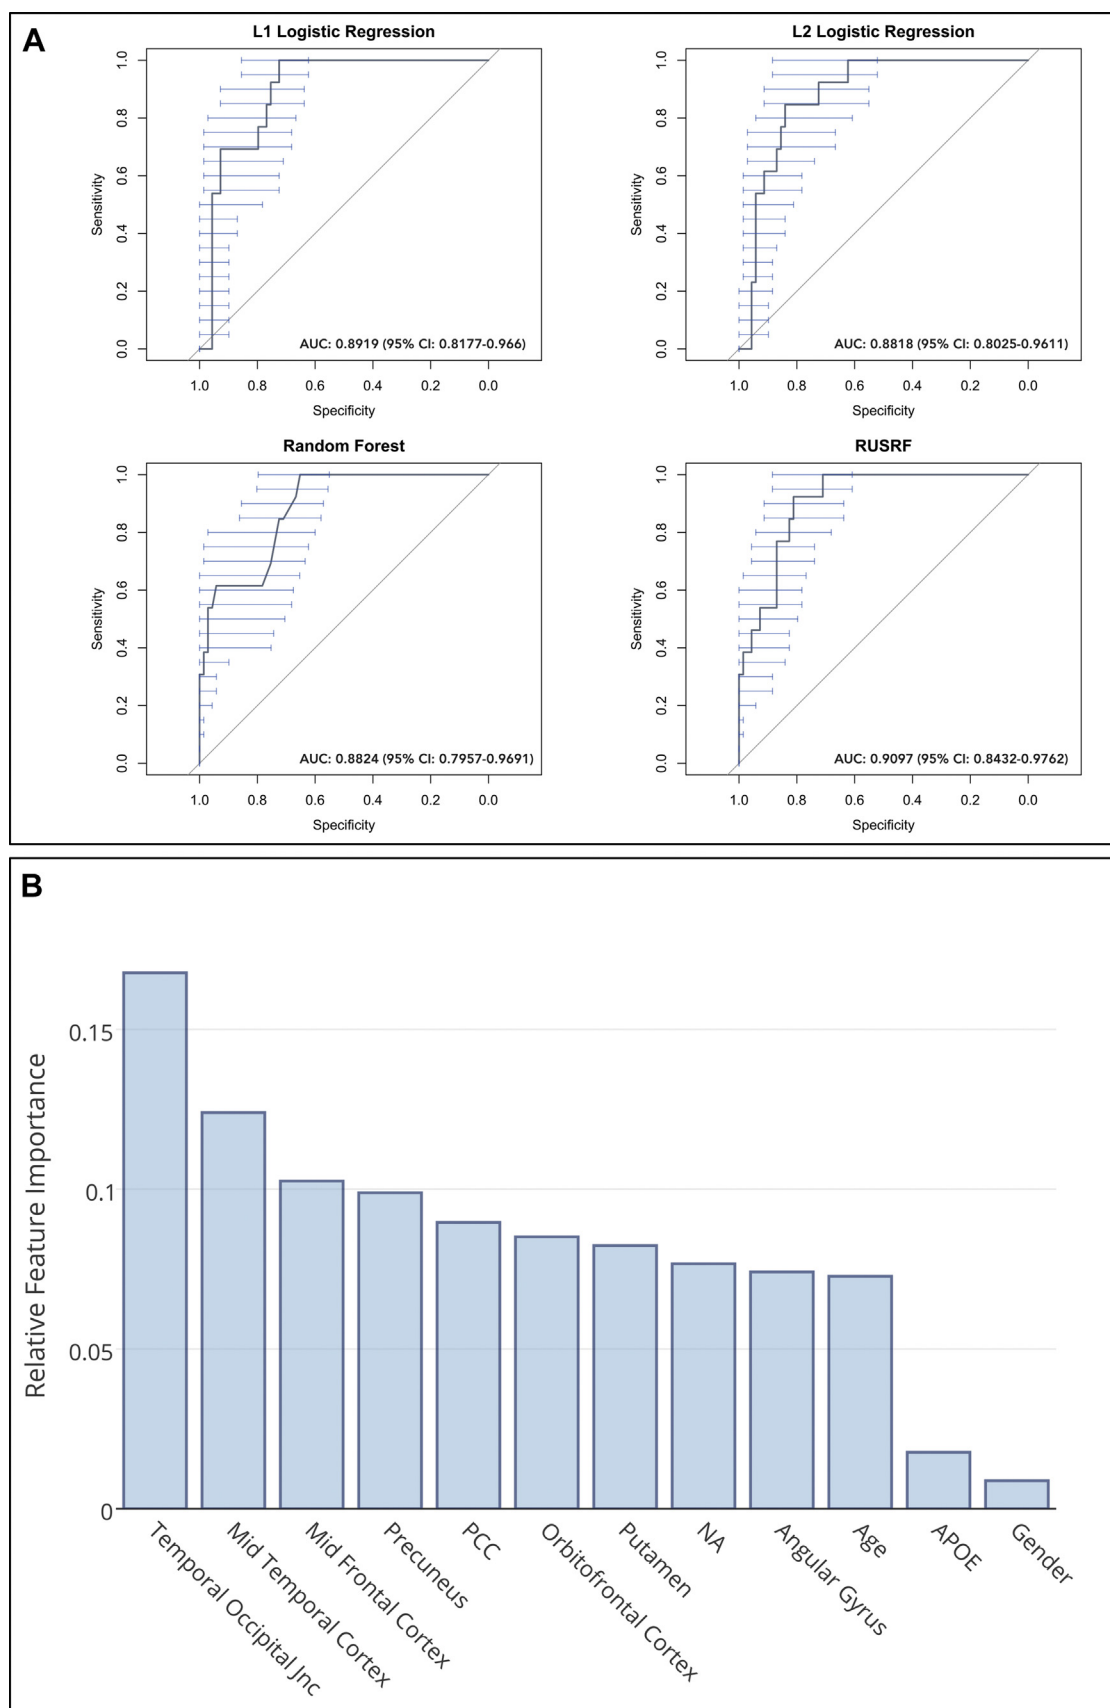 A
L1 Logistic Regression
Sensitivity
0.0 0.2 0.4 0.6 0.8 1.0
AUC: 0.8919 (95% CI: 0.8177-0.966)
1.0 0.8 0.6 0.4 0.2 0.0
Specificity
L2 Logistic Regression
Sensitivity
0.0 0.2 0.4 0.6 0.8 1.0
AUC: 0.8818 (95% CI: 0.8025-0.9611)
1.0 0.8 0.6 0.4 0.2 0.0
Specificity
Random Forest
Sensitivity
0.0 0.2 0.4 0.6 0.8 1.0
AUC: 0.8824 (95% CI: 0.7957-0.9691)
1.0 0.8 0.6 0.4 0.2 0.0
Specificity
RUSRF
Sensitivity
0.0 0.2 0.4 0.6 0.8 1.0
AUC: 0.9097 (95% CI: 0.8432-0.9762)
1.0 0.8 0.6 0.4 0.2 0.0
Specificity
B
Relative Feature Importance
0.15
0.1
0.05
0
Temporal Occipital Jnc
Mid Temporal Cortex
Mid Frontal Cortex
Precuneus
PCC
Orbitofrontal Cortex
Putamen
NA
Angular Gyrus
Age
APOE
Gender